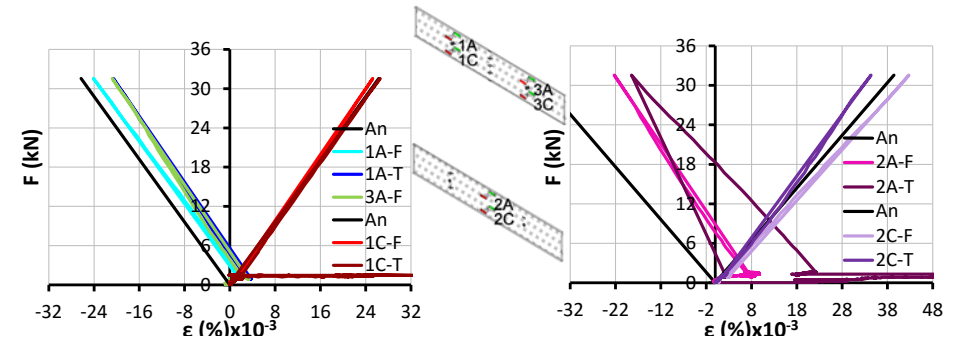 36
30
24
18
12
6
0
-32
-24
-16
-8
0
8
16
24
32
F (kN)
ε (%)x10⁻³
An
1A-F
1A-T
3A-F
An
1C-F
1C-T
1A
1C
3A
3C
2A
2C
36
30
24
18
12
6
0
-32
-22
-12
-2
8
18
28
38
48
F (kN)
ε (%)x10⁻³
An
2A-F
2A-T
An
2C-F
2C-T